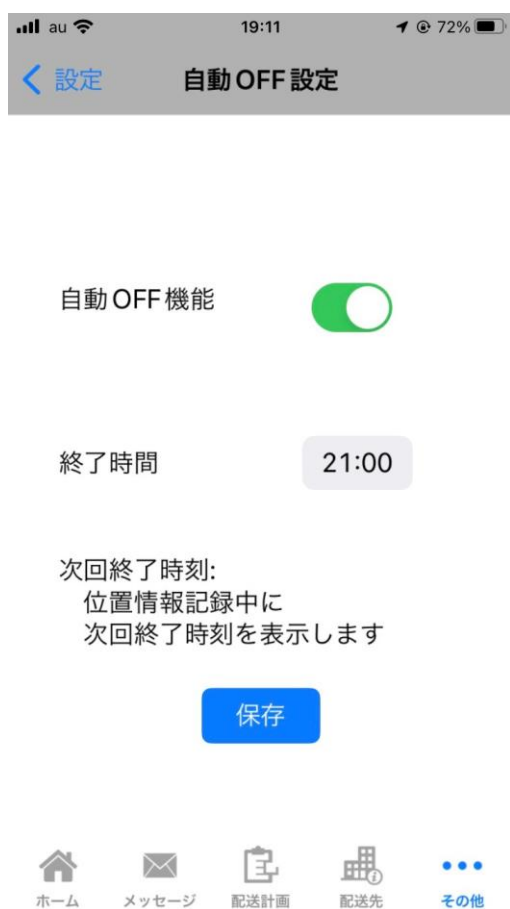 au 19:11 72%
設定 自動OFF設定
自動OFF機能
終了時間 21:00
次回終了時刻:
位置情報記録中に
次回終了時刻を表示します
保存
ホーム メッセージ 配送計画 配送先 その他